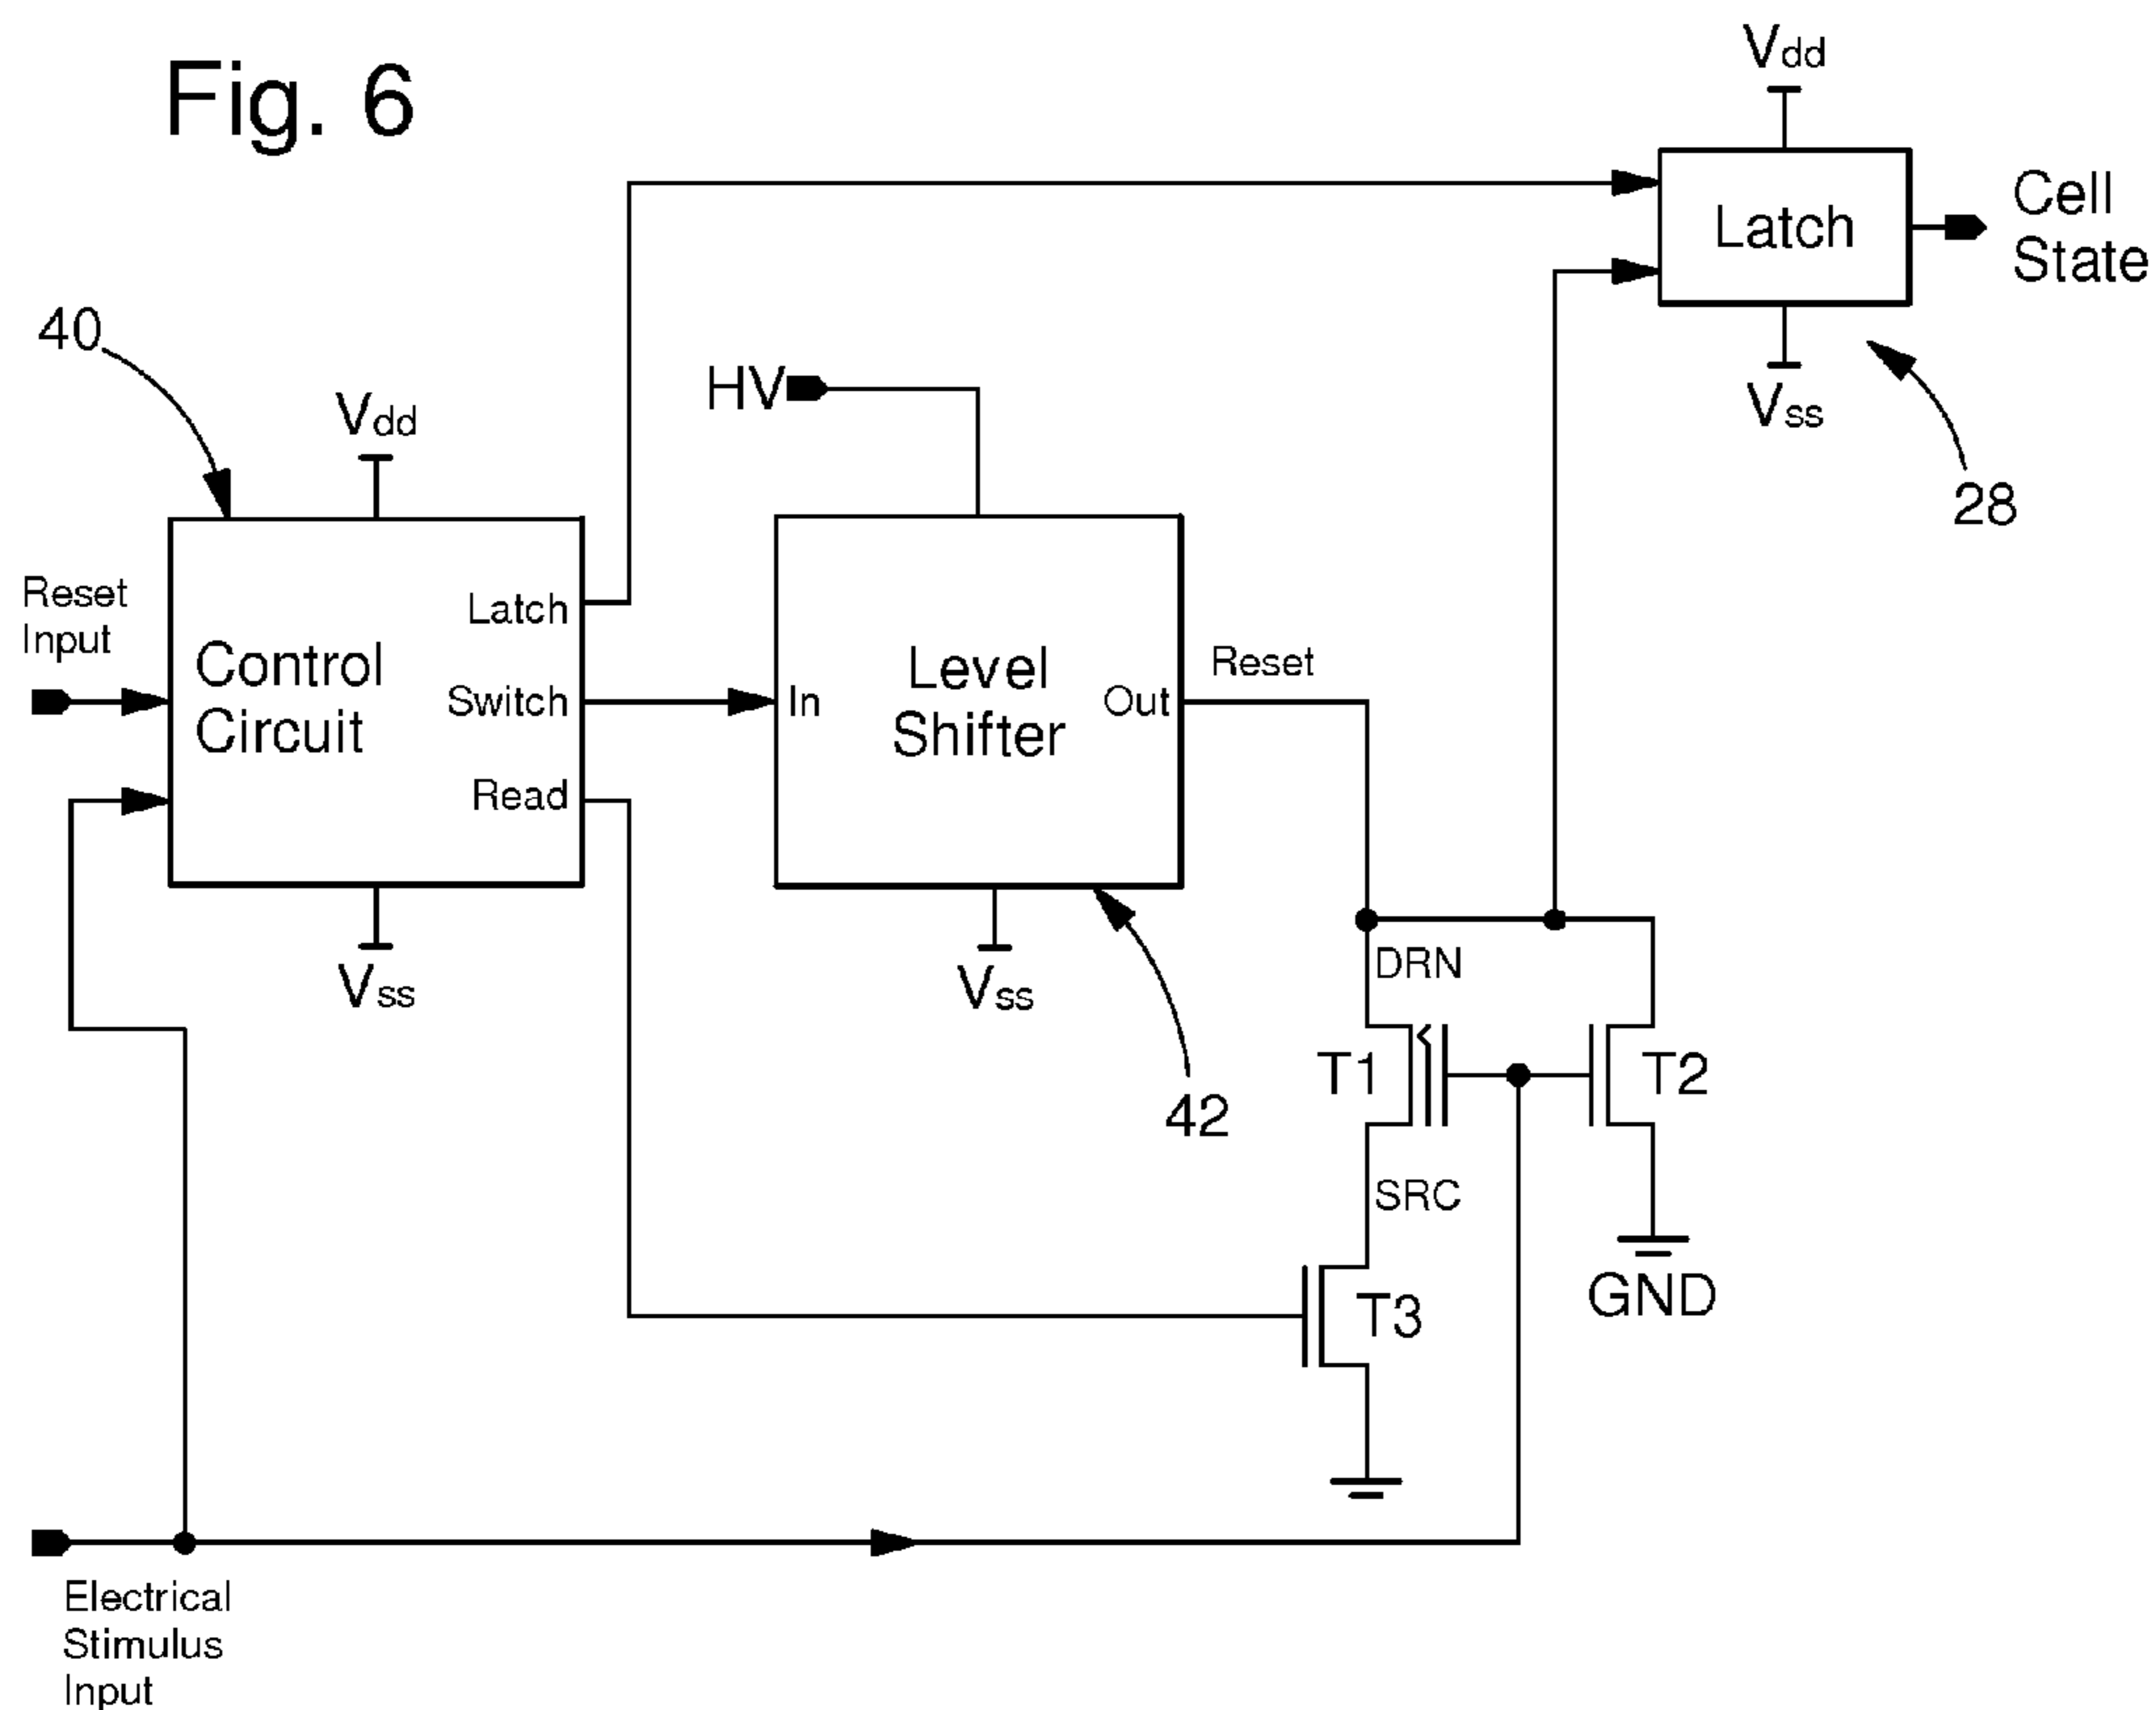 Fig. 6
Vdd
Latch
Cell
State
Vss
28
40
Vdd
HV
Reset
Input
Control
Circuit
Latch
Switch
Read
Vss
In
Level
Shifter
Out
Reset
Vss
42
DRN
T1
T2
SRC
GND
T3
Electrical
Stimulus
Input